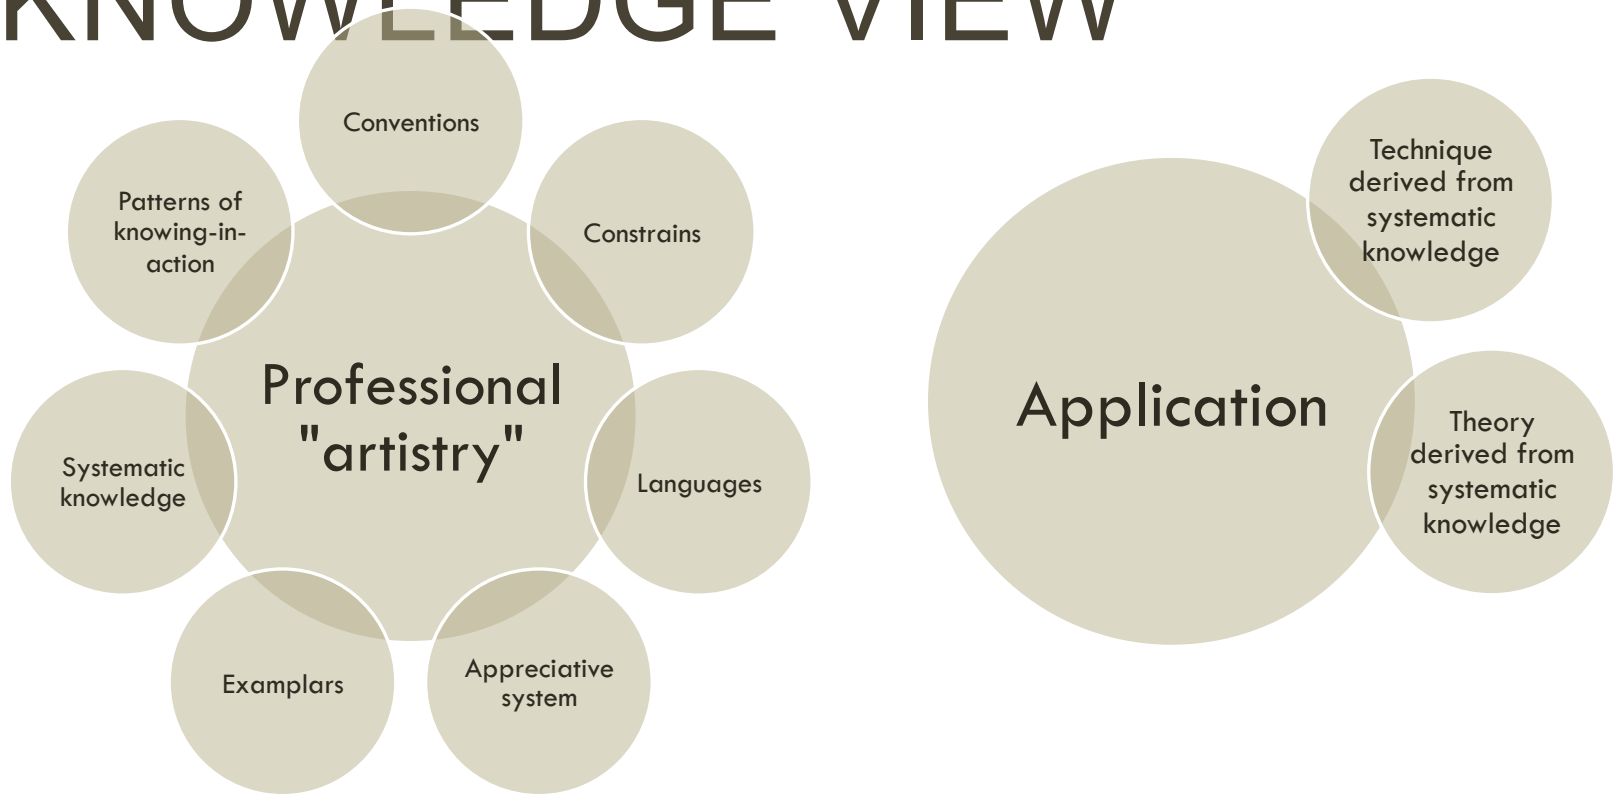 KNOWLEDGE VIEW
Conventions
Patterns of
knowing-in-
action
Constrains
Professional
"artistry"
Systematic
knowledge
Languages
Examplars
Appreciative
system
Technique
derived from
systematic
knowledge
Application
Theory
derived from
systematic
knowledge